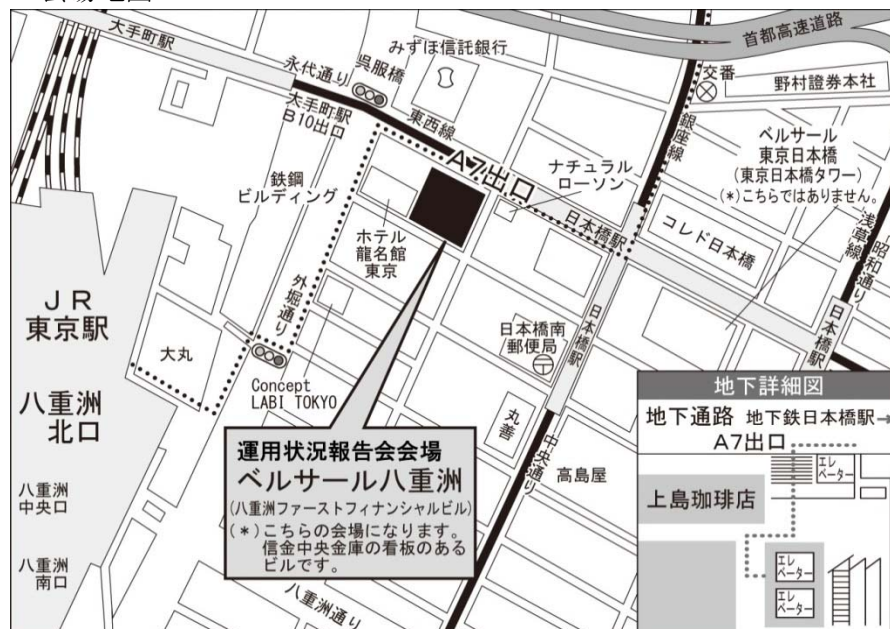 大手町駅
首都高速道路
みずほ信託銀行
永代通り
呉服橋
交番
野村證券本社
大手町駅
B10出口
東西線
銀座線
ベルサール
東京日本橋
(東京日本橋タワー)
(*)こちらではありません。
A7出口
ナチュラル
ローソン
鉄鋼
ビルディング
日本橋駅
コレド日本橋
浅草線
昭和通り
ホテル
龍名館
東京
外堀通り
JR
東京駅
日本橋駅
日本橋駅
日本橋南
郵便局
大丸
Concept
LABI TOKYO
八重洲
北口
丸善
中央通り
高島屋
運用状況報告会会場
ベルサール八重洲
(八重洲ファーストフィナンシャルビル)
(*)こちらの会場になります。
信金中央金庫の看板のある
ビルです。
八重洲
中央口
八重洲
南口
八重洲通り
地下詳細図
地下通路 地下鉄日本橋駅→
A7出口
エレ
ベーター
上島珈琲店
エレ
ベーター
エレ
ベーター